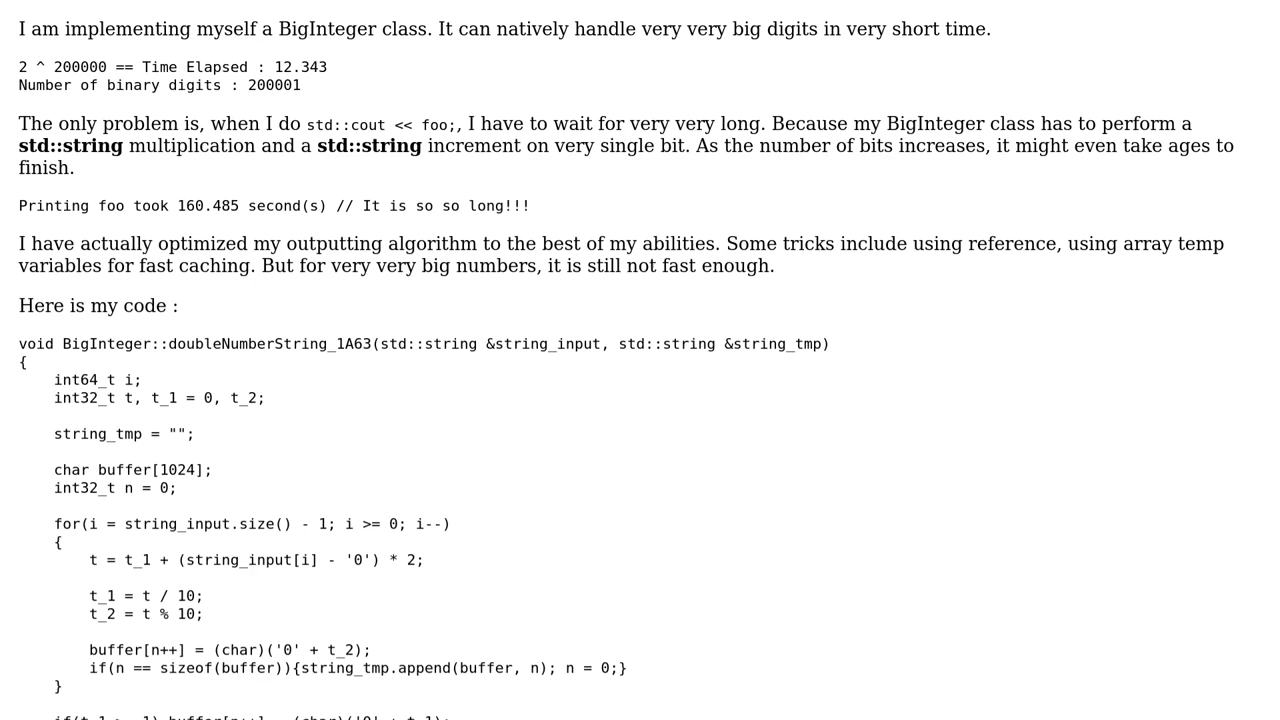 I am implementing myself a BigInteger class. It can natively handle very very big digits in very short time.
2 ^ 200000 == Time Elapsed : 12.343
Number of binary digits : 200001
The only problem is, when I do std::cout << foo;, I have to wait for very very long. Because my BigInteger class has to perform a
std::string multiplication and a std::string increment on very single bit. As the number of bits increases, it might even take ages to
finish.
Printing foo took 160.485 second(s) // It is so so long!!!
I have actually optimized my outputting algorithm to the best of my abilities. Some tricks include using reference, using array temp
variables for fast caching. But for very very big numbers, it is still not fast enough.
Here is my code :
void BigInteger::doubleNumberString_1A63(std::string &string_input, std::string &string_tmp)
{
    int64_t i;
    int32_t t, t_1 = 0, t_2;
    string_tmp = "";
    char buffer[1024];
    int32_t n = 0;
    for(i = string_input.size() - 1; i >= 0; i--)
    {
        t = t_1 + (string_input[i] - '0') * 2;
        t_1 = t / 10;
        t_2 = t % 10;
        buffer[n++] = (char)('0' + t_2);
        if(n == sizeof(buffer)){string_tmp.append(buffer, n); n = 0;}
    }